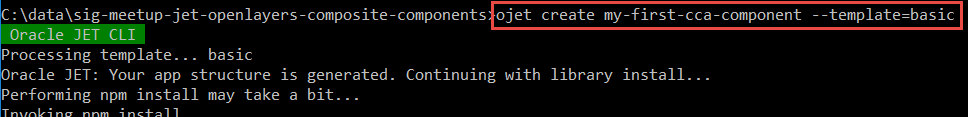 C:\data\sig-meetup-jet-openlayers-composite-components>ojet create my-first-cca-component --template=basic
Oracle JET CLI
Processing template... basic
Oracle JET: Your app structure is generated. Continuing with library install...
Performing npm install may take a bit...
Invoking npm install